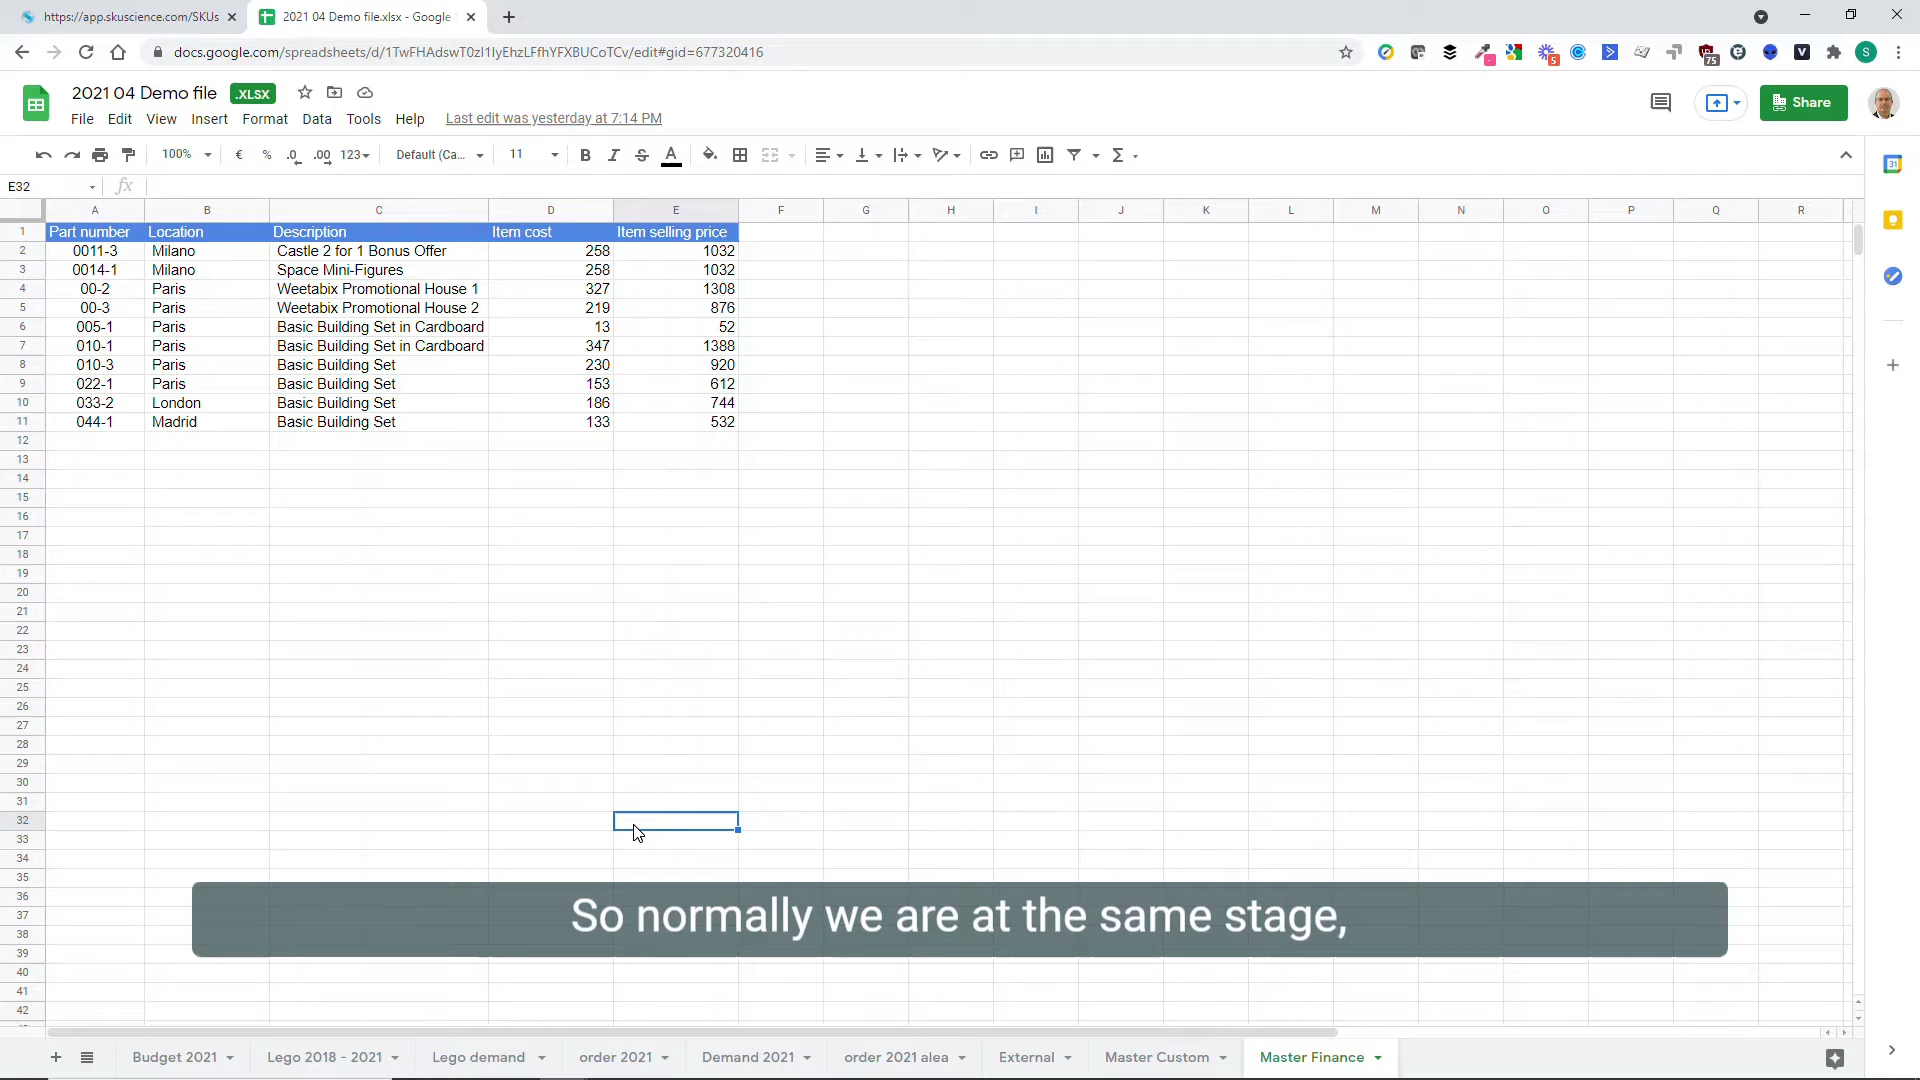 https://app.skuscience.com/SKUs
2021 04 Demo file.xlsx - Google
docs.google.com/spreadsheets/d/1TwFHAdswT0zI1IyEhzLFfhYFXBUCoTCv/edit#gid=677320416
2021 04 Demo file .XLSX
File Edit View Insert Format Data Tools Help Last edit was yesterday at 7:14 PM
Share
100% € % .0 .00 123 Default (Ca... 11 B I S A Σ
E32 fx
A B C D E F G H I J K L M N O P Q R
1 Part number Location Description Item cost Item selling price
2 0011-3 Milano Castle 2 for 1 Bonus Offer 258 1032
3 0014-1 Milano Space Mini-Figures 258 1032
4 00-2 Paris Weetabix Promotional House 1 327 1308
5 00-3 Paris Weetabix Promotional House 2 219 876
6 005-1 Paris Basic Building Set in Cardboard 13 52
7 010-1 Paris Basic Building Set in Cardboard 347 1388
8 010-3 Paris Basic Building Set 230 920
9 022-1 Paris Basic Building Set 153 612
10 033-2 London Basic Building Set 186 744
11 044-1 Madrid Basic Building Set 133 532
12
13
14
15
16
17
18
19
20
21
22
23
24
25
26
27
28
29
30
31
32
33
34
35
36
37
38
39
40
41
42
So normally we are at the same stage,
Budget 2021 Lego 2018 - 2021 Lego demand order 2021 Demand 2021 order 2021 alea External Master Custom Master Finance